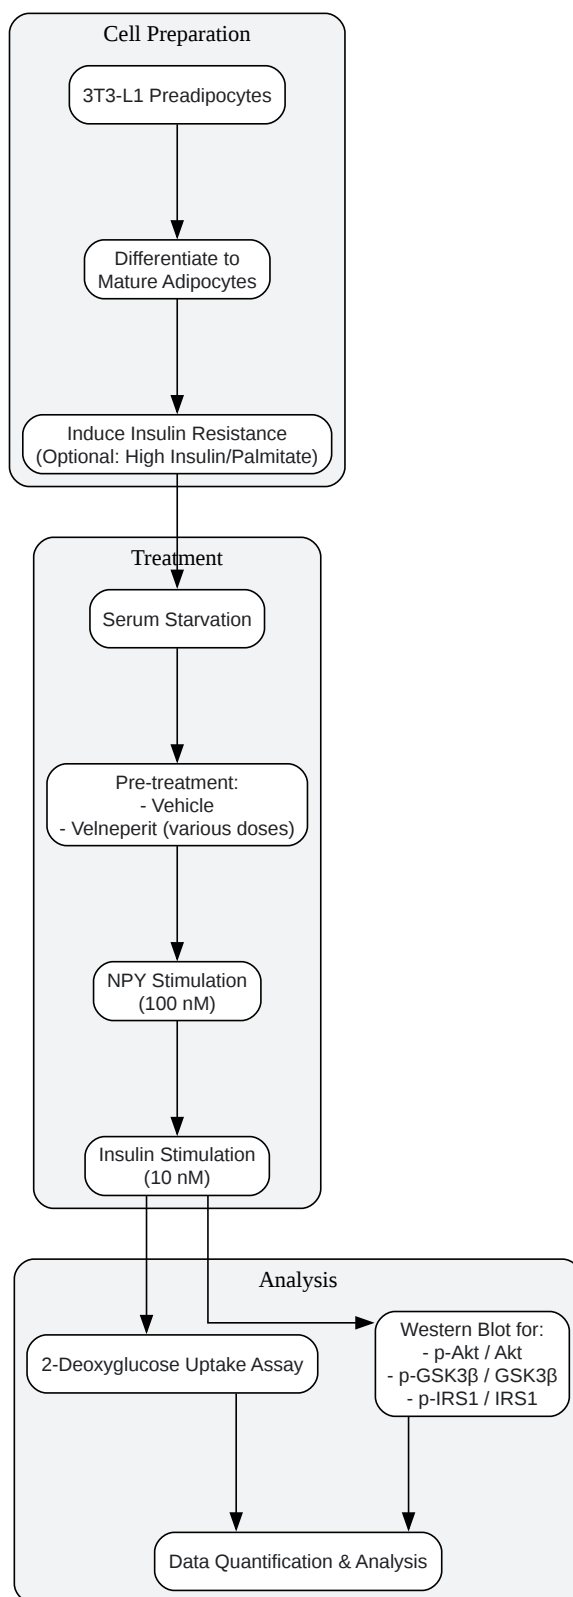 Cell Preparation
3T3-L1 Preadipocytes
Differentiate to
Mature Adipocytes
Induce Insulin Resistance
(Optional: High Insulin/Palmitate)
Treatment
Serum Starvation
Pre-treatment:
- Vehicle
- Velneperit (various doses)
NPY Stimulation
(100 nM)
Insulin Stimulation
(10 nM)
Analysis
2-Deoxyglucose Uptake Assay
Western Blot for:
- p-Akt / Akt
- p-GSK3β / GSK3β
- p-IRS1 / IRS1
Data Quantification & Analysis